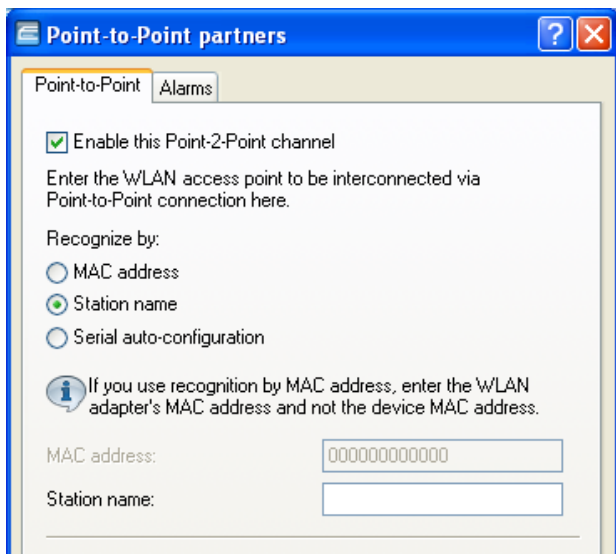 Point-to-Point partners
Point-to-Point
Alarms
Enable this Point-2-Point channel
Enter the WLAN access point to be interconnected via
Point-to-Point connection here.
Recognize by:
MAC address
Station name
Serial auto-configuration
If you use recognition by MAC address, enter the WLAN
adapter's MAC address and not the device MAC address.
MAC address: 000000000000
Station name: